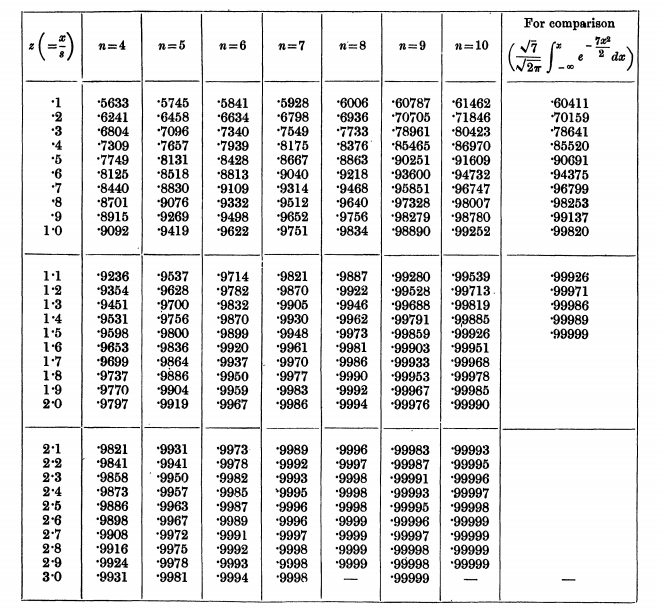 For comparison
z (= x/s) n=4 n=5 n=6 n=7 n=8 n=9 n=10 (√7/√2π ∫ x −∞ e −7x²/2 dx)
·1 ·5633 ·5745 ·5841 ·5928 ·6006 ·60787 ·61462 ·60411
·2 ·6241 ·6458 ·6634 ·6798 ·6936 ·70705 ·71846 ·70159
·3 ·6804 ·7096 ·7340 ·7549 ·7733 ·78961 ·80423 ·78641
·4 ·7309 ·7657 ·7939 ·8175 ·8376 ·85465 ·86970 ·85520
·5 ·7749 ·8131 ·8428 ·8667 ·8863 ·90251 ·91609 ·90691
·6 ·8125 ·8518 ·8813 ·9040 ·9218 ·93600 ·94732 ·94375
·7 ·8440 ·8830 ·9109 ·9314 ·9468 ·95851 ·96747 ·96799
·8 ·8701 ·9076 ·9332 ·9512 ·9640 ·97328 ·98007 ·98253
·9 ·8915 ·9269 ·9498 ·9652 ·9756 ·98279 ·98780 ·99137
1·0 ·9092 ·9419 ·9622 ·9751 ·9834 ·98890 ·99252 ·99820
1·1 ·9236 ·9537 ·9714 ·9821 ·9887 ·99280 ·99539 ·99926
1·2 ·9354 ·9628 ·9782 ·9870 ·9922 ·99528 ·99713 ·99971
1·3 ·9451 ·9700 ·9832 ·9905 ·9946 ·99688 ·99819 ·99986
1·4 ·9531 ·9756 ·9870 ·9930 ·9962 ·99791 ·99885 ·99989
1·5 ·9598 ·9800 ·9899 ·9948 ·9973 ·99859 ·99926 ·99999
1·6 ·9653 ·9836 ·9920 ·9961 ·9981 ·99903 ·99951
1·7 ·9699 ·9864 ·9937 ·9970 ·9986 ·99933 ·99968
1·8 ·9737 ·9886 ·9950 ·9977 ·9990 ·99953 ·99978
1·9 ·9770 ·9904 ·9959 ·9983 ·9992 ·99967 ·99985
2·0 ·9797 ·9919 ·9967 ·9986 ·9994 ·99976 ·99990
2·1 ·9821 ·9931 ·9973 ·9989 ·9996 ·99983 ·99993
2·2 ·9841 ·9941 ·9978 ·9992 ·9997 ·99987 ·99995
2·3 ·9858 ·9950 ·9982 ·9993 ·9998 ·99991 ·99996
2·4 ·9873 ·9957 ·9985 ·9995 ·9998 ·99993 ·99997
2·5 ·9886 ·9963 ·9987 ·9996 ·9998 ·99995 ·99998
2·6 ·9898 ·9967 ·9989 ·9996 ·9999 ·99996 ·99999
2·7 ·9908 ·9972 ·9991 ·9997 ·9999 ·99997 ·99999
2·8 ·9916 ·9975 ·9992 ·9998 ·9999 ·99998 ·99999
2·9 ·9924 ·9978 ·9993 ·9998 ·9999 ·99998 ·99999
3·0 ·9931 ·9981 ·9994 ·9998 — ·99999 — —